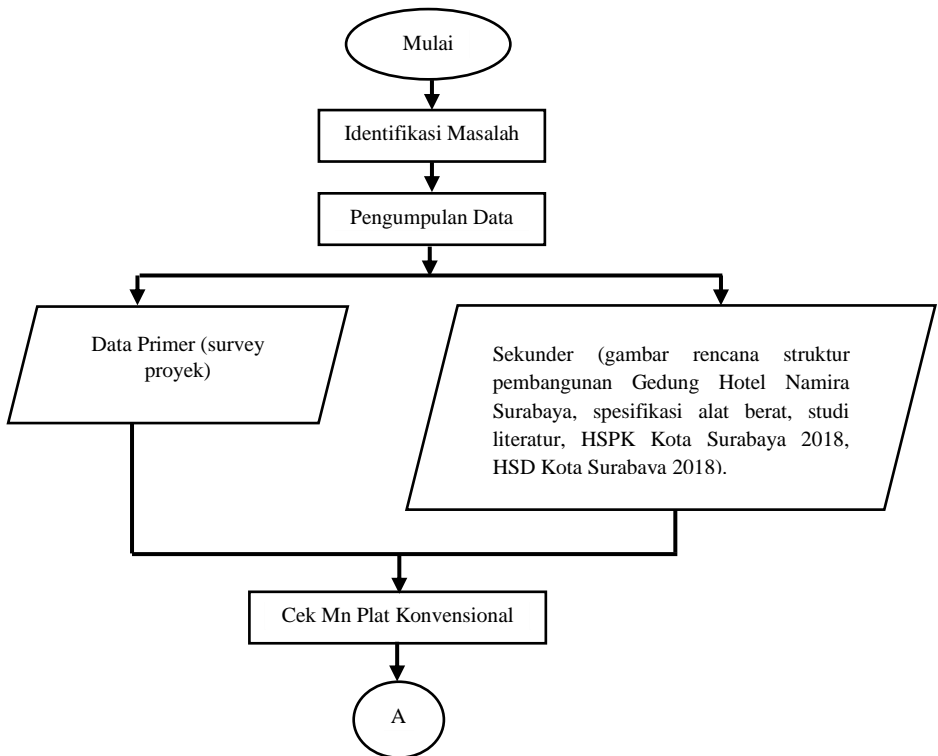 Mulai
Identifikasi Masalah
Pengumpulan Data
Data Primer (survey
proyek)
Sekunder (gambar rencana struktur
pembangunan Gedung Hotel Namira
Surabaya, spesifikasi alat berat, studi
literatur, HSPK Kota Surabaya 2018,
HSD Kota Surabaya 2018).
Cek Mn Plat Konvensional
A